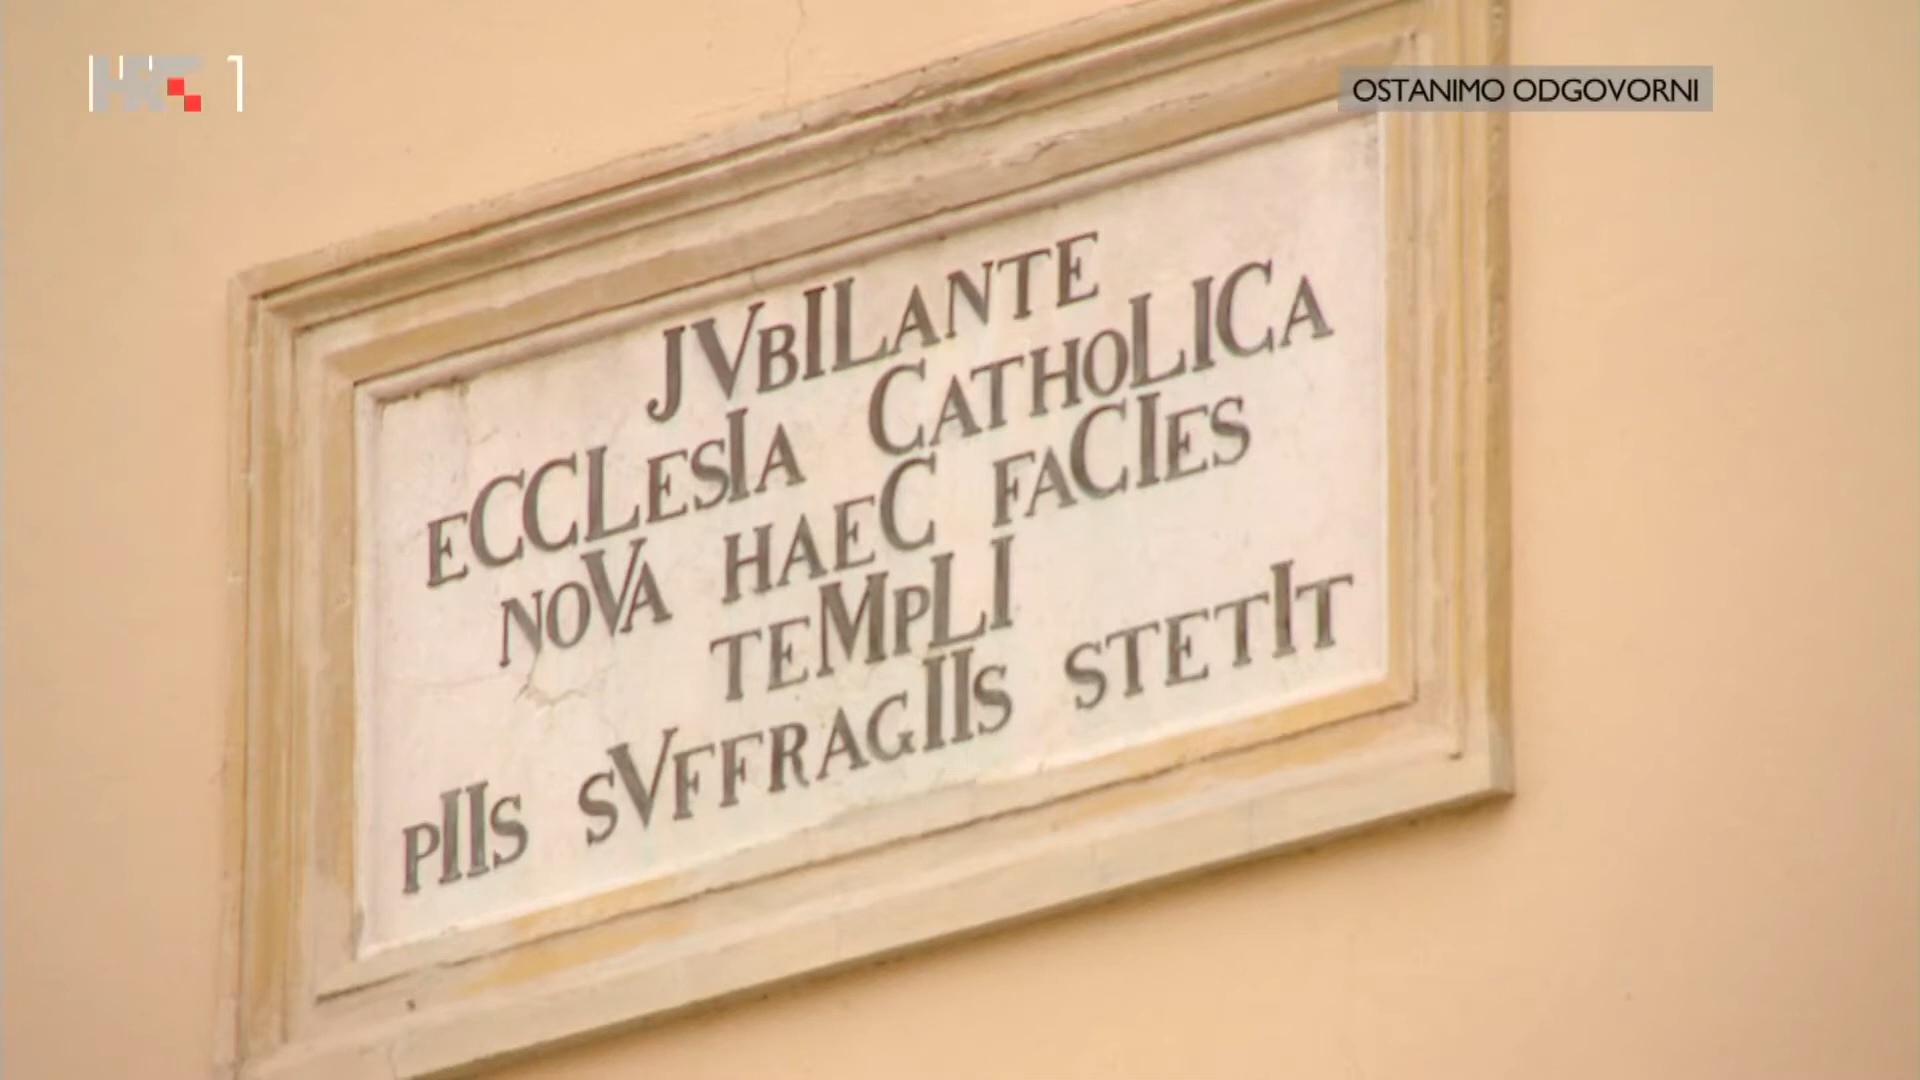 HRT 1
OSTANIMO ODGOVORNI
JVBILANTE
ECCLESIA CATHOLICA
NOVA HAEC FACIES
TEMPLI
PIIS SVFFRAGIIS STETIT